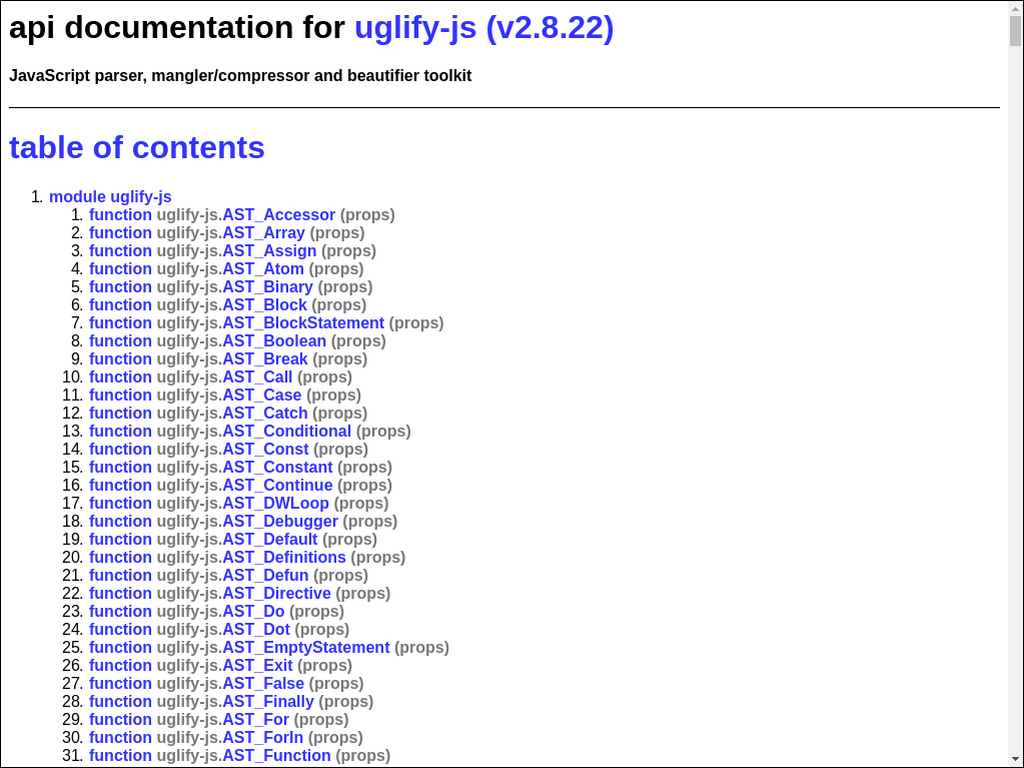 api documentation for uglify-js (v2.8.22)
JavaScript parser, mangler/compressor and beautifier toolkit
table of contents
1. module uglify-js
1. function uglify-js.AST_Accessor (props)
2. function uglify-js.AST_Array (props)
3. function uglify-js.AST_Assign (props)
4. function uglify-js.AST_Atom (props)
5. function uglify-js.AST_Binary (props)
6. function uglify-js.AST_Block (props)
7. function uglify-js.AST_BlockStatement (props)
8. function uglify-js.AST_Boolean (props)
9. function uglify-js.AST_Break (props)
10. function uglify-js.AST_Call (props)
11. function uglify-js.AST_Case (props)
12. function uglify-js.AST_Catch (props)
13. function uglify-js.AST_Conditional (props)
14. function uglify-js.AST_Const (props)
15. function uglify-js.AST_Constant (props)
16. function uglify-js.AST_Continue (props)
17. function uglify-js.AST_DWLoop (props)
18. function uglify-js.AST_Debugger (props)
19. function uglify-js.AST_Default (props)
20. function uglify-js.AST_Definitions (props)
21. function uglify-js.AST_Defun (props)
22. function uglify-js.AST_Directive (props)
23. function uglify-js.AST_Do (props)
24. function uglify-js.AST_Dot (props)
25. function uglify-js.AST_EmptyStatement (props)
26. function uglify-js.AST_Exit (props)
27. function uglify-js.AST_False (props)
28. function uglify-js.AST_Finally (props)
29. function uglify-js.AST_For (props)
30. function uglify-js.AST_ForIn (props)
31. function uglify-js.AST_Function (props)